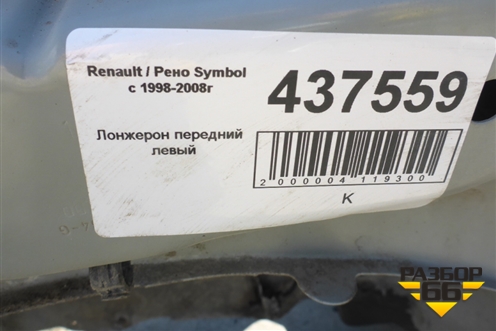 Renault / Рено Symbol
с 1998-2008г
437559
Лонжерон передний
левый
2000004119300
К
РАЗБОР
66